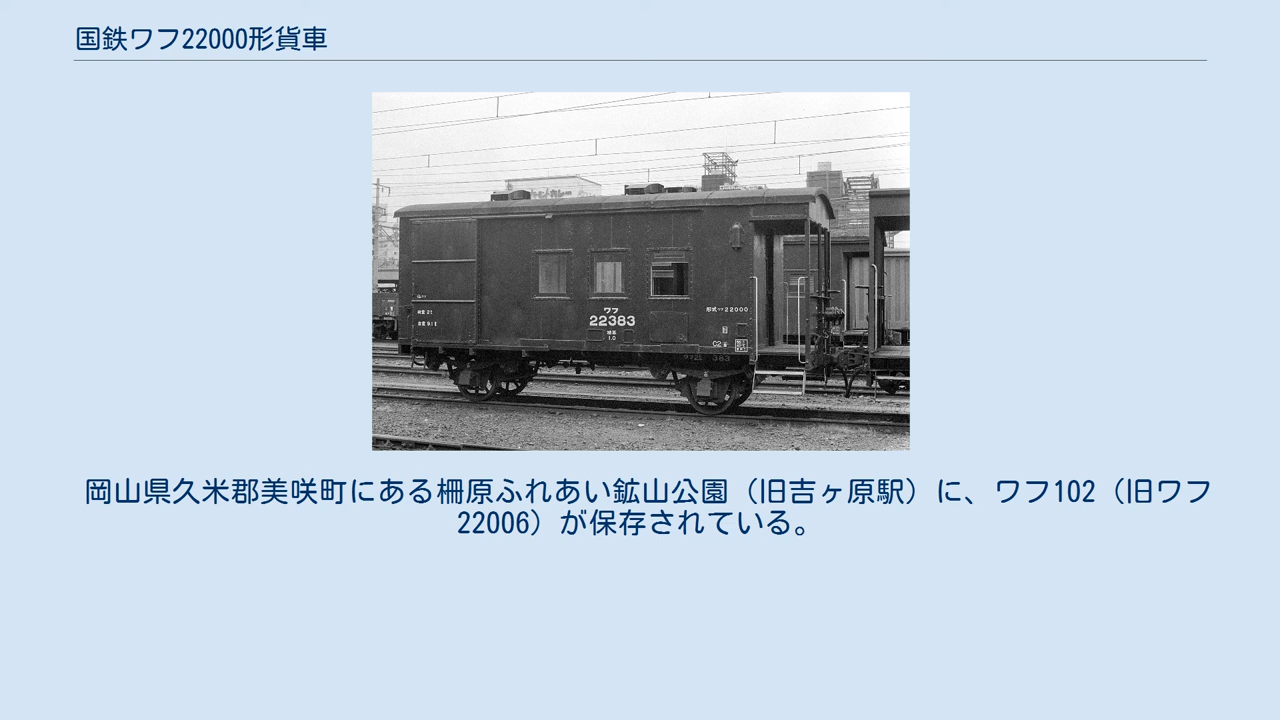 国鉄ワフ22000形貨車
ワフ
22383
形式ワフ22000
岡山県久米郡美咲町にある柵原ふれあい鉱山公園（旧吉ヶ原駅）に、ワフ102（旧ワフ
22006）が保存されている。